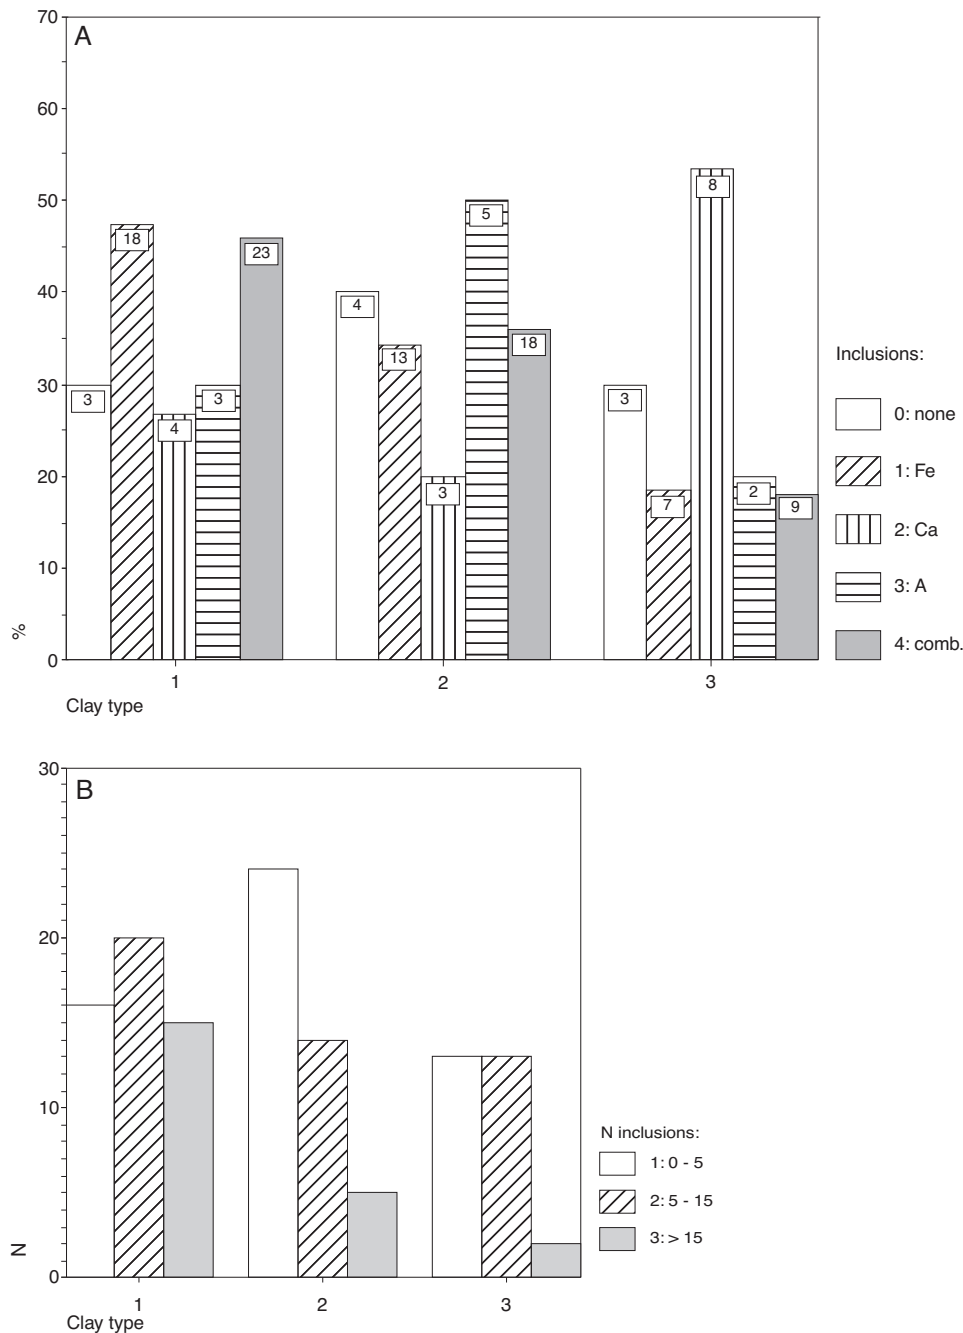 A
70
60
50
40
30
20
10
0
%
3
18
4
3
23
4
13
3
5
18
3
7
8
2
9
1 2 3
Clay type
Inclusions:
0: none
1: Fe
2: Ca
3: A
4: comb.
B
30
20
10
0
N
1 2 3
Clay type
N inclusions:
1: 0 - 5
2: 5 - 15
3: > 15